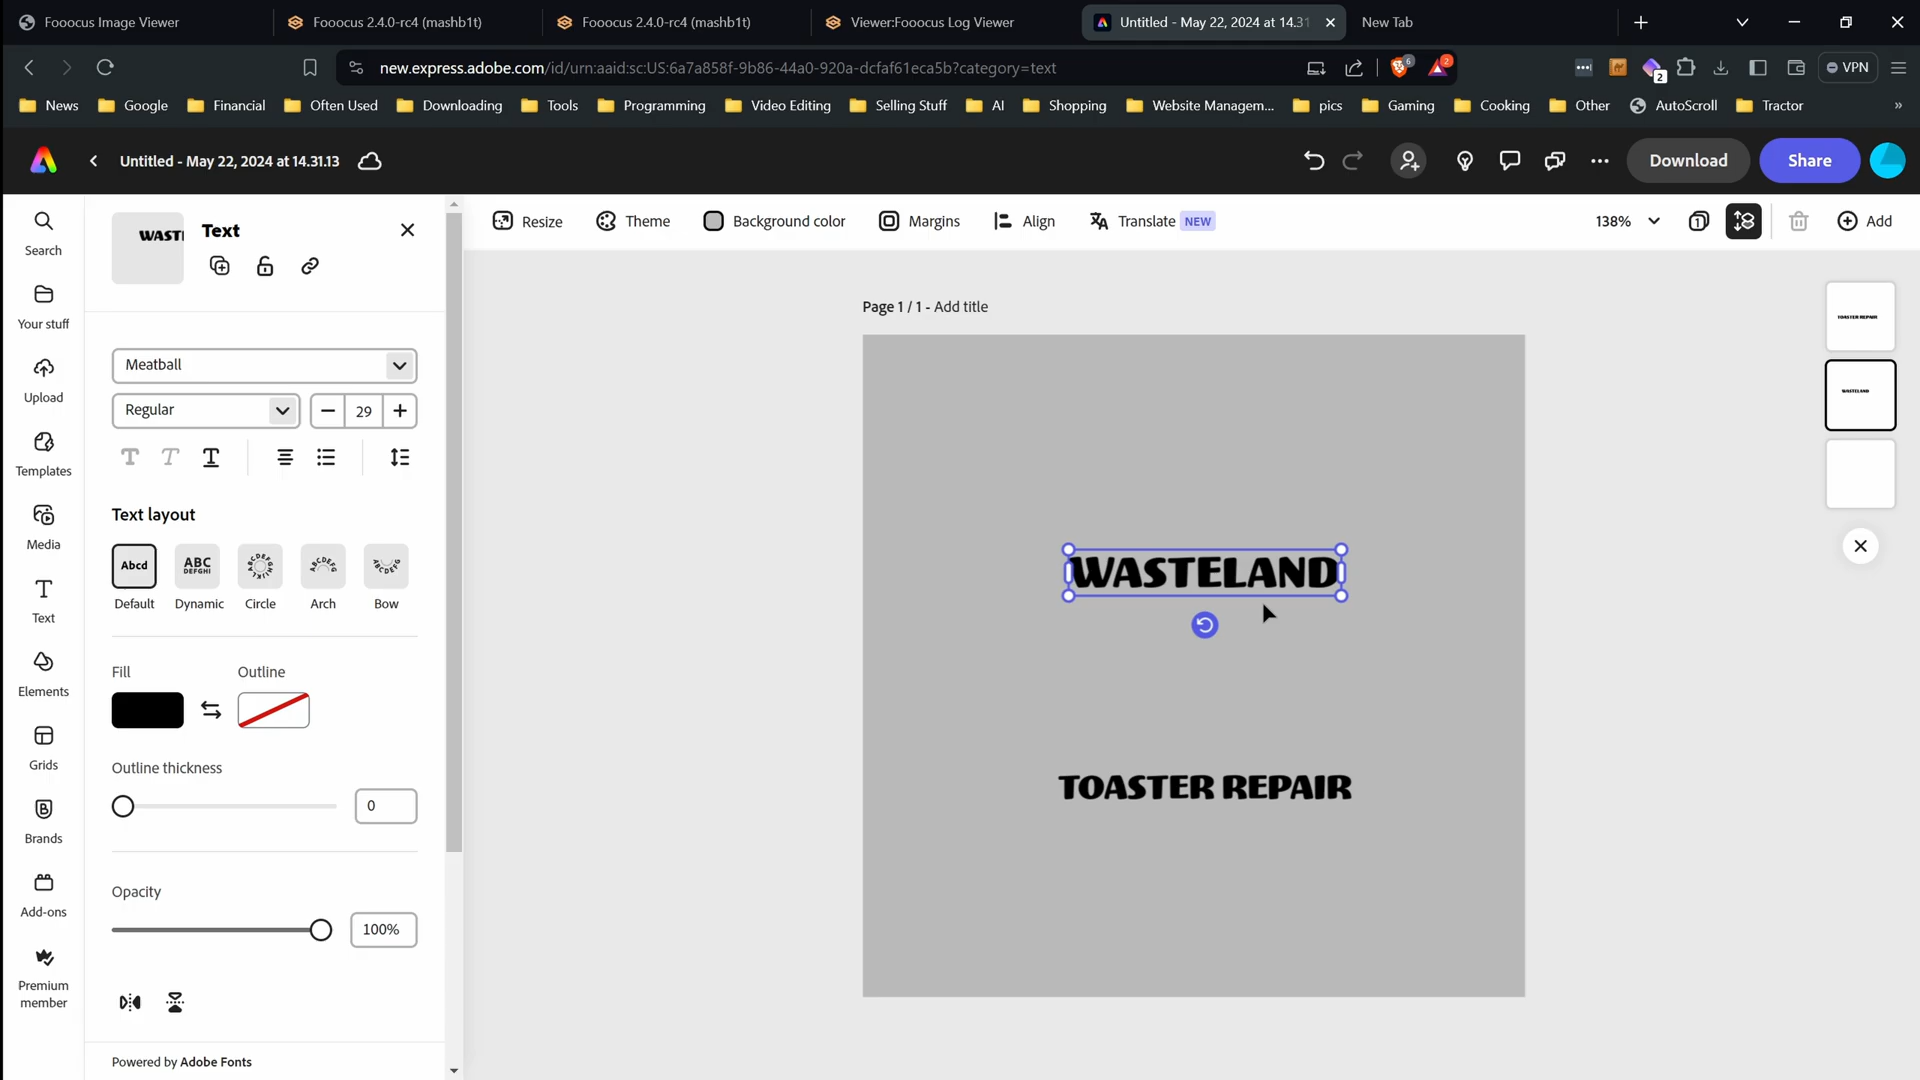 Fooocus Image Viewer
Fooocus 2.4.0-rc4 (mashb1t)
Fooocus 2.4.0-rc4 (mashb1t)
Viewer:Fooocus Log Viewer
Untitled - May 22, 2024 at 14.31
New Tab
new.express.adobe.com/id/urn:aaid:sc:US:6a7a858f-9b86-44a0-920a-dcfaf61eca5b?category=text
6
2
2
VPN
News
Google
Financial
Often Used
Downloading
Tools
Programming
Video Editing
Selling Stuff
AI
Shopping
Website Managem...
pics
Gaming
Cooking
Other
AutoScroll
Tractor
»
Untitled - May 22, 2024 at 14.31.13
Download
Share
Search
Your stuff
Upload
Templates
Media
Text
Elements
Grids
Brands
Add-ons
Premium
member
WASTI
Text
Meatball
Regular
29
Text layout
Abcd
ABC
DEFGHI
Default
Dynamic
Circle
Arch
Bow
Fill
Outline
Outline thickness
0
Opacity
100%
Powered by Adobe Fonts
Resize
Theme
Background color
Margins
Align
Translate NEW
138%
1
Add
Page 1 / 1 - Add title
WASTELAND
TOASTER REPAIR
TOASTER REPAIR
WASTELAND